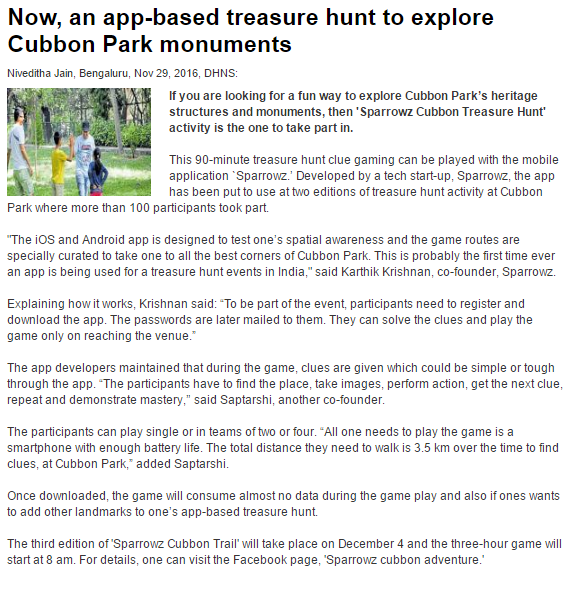 Now, an app-based treasure hunt to explore
Cubbon Park monuments
Niveditha Jain, Bengaluru, Nov 29, 2016, DHNS:
If you are looking for a fun way to explore Cubbon Park's heritage
structures and monuments, then 'Sparrowz Cubbon Treasure Hunt'
activity is the one to take part in.
This 90-minute treasure hunt clue gaming can be played with the mobile
application `Sparrowz.' Developed by a tech start-up, Sparrowz, the app
has been put to use at two editions of treasure hunt activity at Cubbon
Park where more than 100 participants took part.
"The iOS and Android app is designed to test one's spatial awareness and the game routes are
specially curated to take one to all the best corners of Cubbon Park. This is probably the first time ever
an app is being used for a treasure hunt events in India," said Karthik Krishnan, co-founder, Sparrowz.
Explaining how it works, Krishnan said: “To be part of the event, participants need to register and
download the app. The passwords are later mailed to them. They can solve the clues and play the
game only on reaching the venue.”
The app developers maintained that during the game, clues are given which could be simple or tough
through the app. “The participants have to find the place, take images, perform action, get the next clue,
repeat and demonstrate mastery,” said Saptarshi, another co-founder.
The participants can play single or in teams of two or four. “All one needs to play the game is a
smartphone with enough battery life. The total distance they need to walk is 3.5 km over the time to find
clues, at Cubbon Park,” added Saptarshi.
Once downloaded, the game will consume almost no data during the game play and also if ones wants
to add other landmarks to one's app-based treasure hunt.
The third edition of 'Sparrowz Cubbon Trail' will take place on December 4 and the three-hour game will
start at 8 am. For details, one can visit the Facebook page, 'Sparrowz cubbon adventure.'